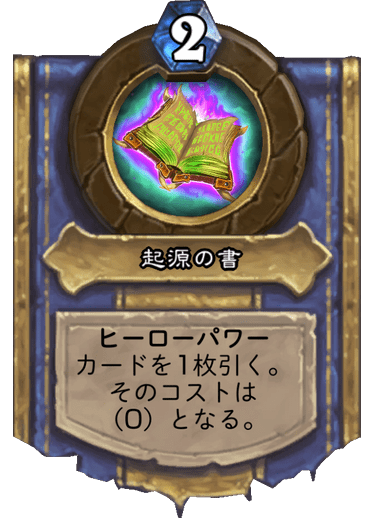 2
起源の書
ヒーローパワー
カードを1枚引く。
そのコストは
(0)となる。